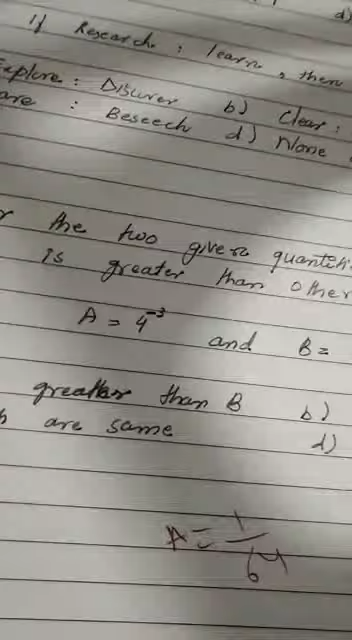 d)
If Research : learn, then
Explore : Discover b) Clear :
are : Beseech d) None
the two given quantiti
is greater than other
A = 4⁻³ and B =
greater than B b)
are same d)
A = 1/64